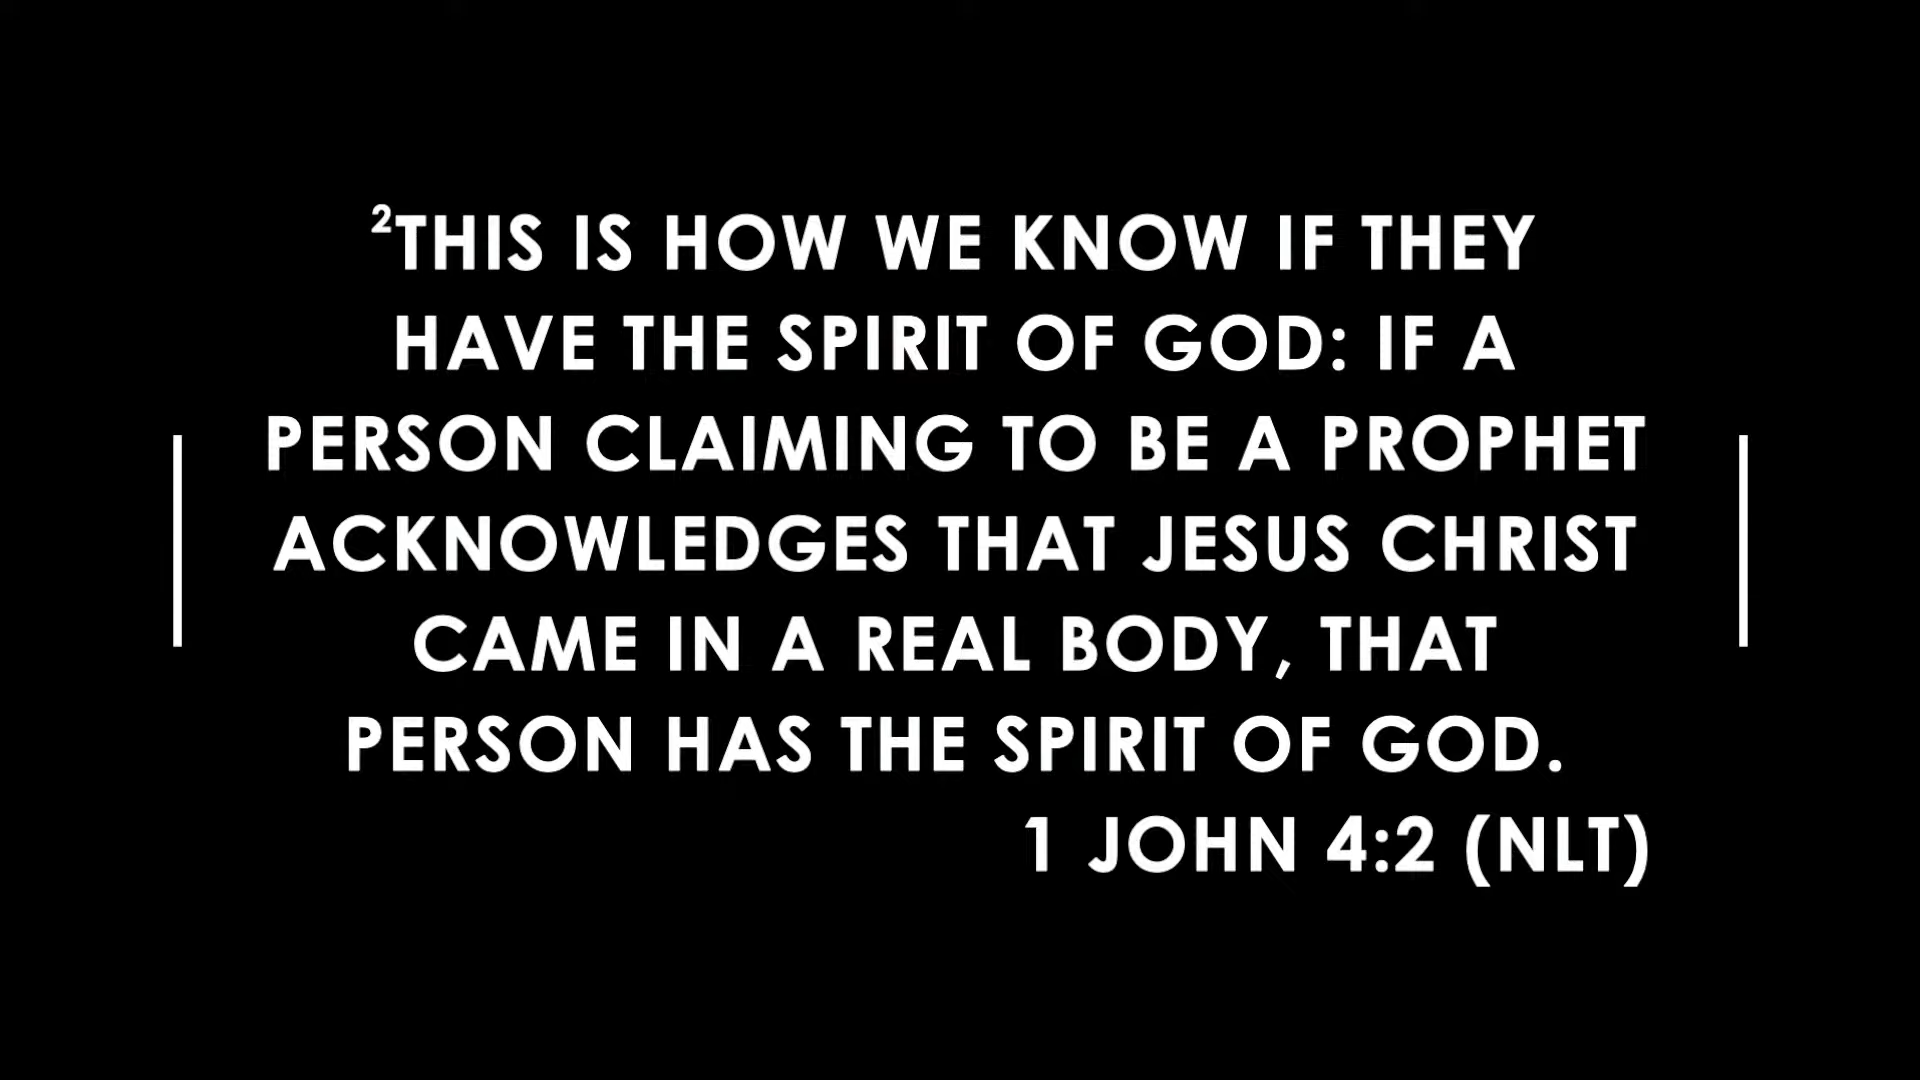 ²THIS IS HOW WE KNOW IF THEY
HAVE THE SPIRIT OF GOD: IF A
PERSON CLAIMING TO BE A PROPHET
ACKNOWLEDGES THAT JESUS CHRIST
CAME IN A REAL BODY, THAT
PERSON HAS THE SPIRIT OF GOD.
1 JOHN 4:2 (NLT)